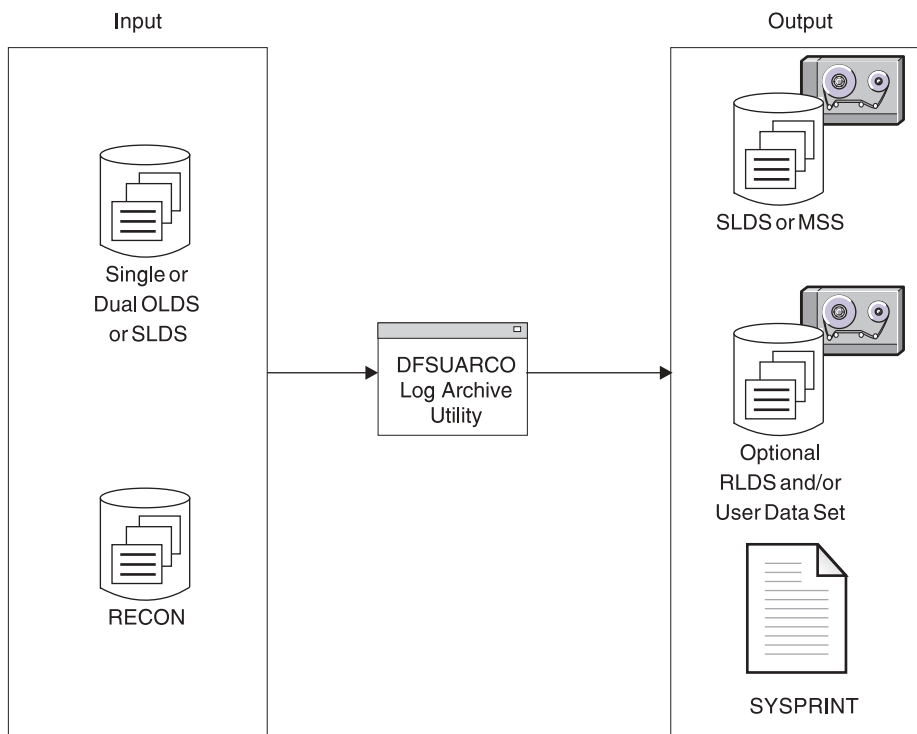 Input
Output
Single or
Dual OLDS
or SLDS
RECON
DFSUARCO
Log Archive
Utility
SLDS or MSS
Optional
RLDS and/or
User Data Set
SYSPRINT